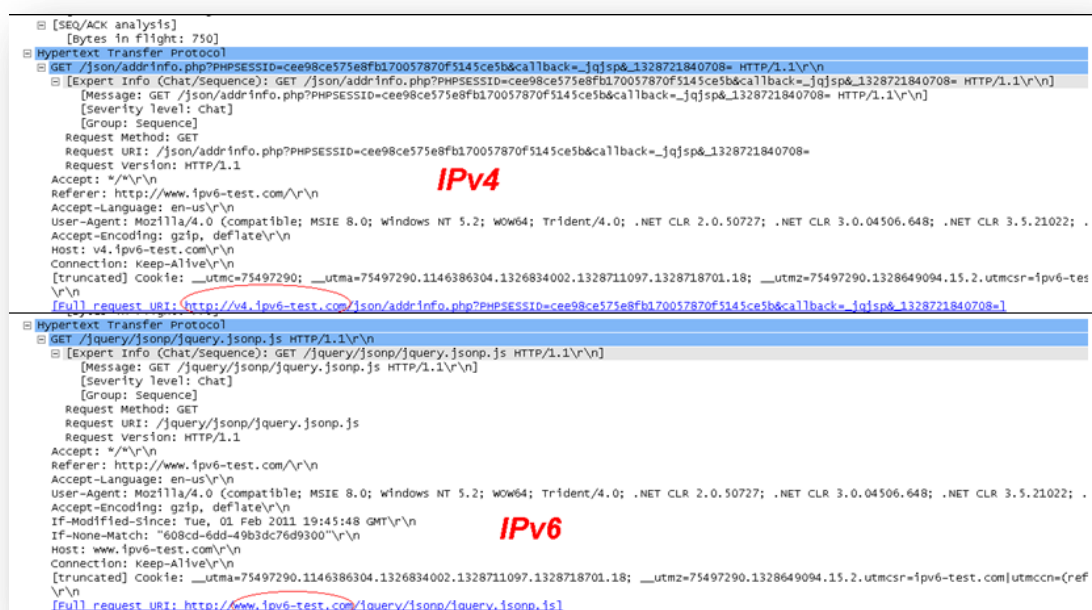 [SEQ/ACK analysis]
[Bytes in flight: 750]
Hypertext Transfer Protocol
GET /json/addrinfo.php?PHPSESSID=cee98ce575e8fb170057870f5145ce5b&callback=_jqjsp&_1328721840708= HTTP/1.1\r\n
[Expert Info (Chat/Sequence): GET /json/addrinfo.php?PHPSESSID=cee98ce575e8fb170057870f5145ce5b&callback=_jqjsp&_1328721840708= HTTP/1.1\r\n]
[Message: GET /json/addrinfo.php?PHPSESSID=cee98ce575e8fb170057870f5145ce5b&callback=_jqjsp&_1328721840708= HTTP/1.1\r\n]
[Severity level: Chat]
[Group: Sequence]
Request Method: GET
Request URI: /json/addrinfo.php?PHPSESSID=cee98ce575e8fb170057870f5145ce5b&callback=_jqjsp&_1328721840708=
Request Version: HTTP/1.1
Accept: */*\r\n
IPv4
Referer: http://www.ipv6-test.com/\r\n
Accept-Language: en-us\r\n
User-Agent: Mozilla/4.0 (compatible; MSIE 8.0; Windows NT 5.2; WOW64; Trident/4.0; .NET CLR 2.0.50727; .NET CLR 3.0.04506.648; .NET CLR 3.5.21022; .
Accept-Encoding: gzip, deflate\r\n
Host: v4.ipv6-test.com\r\n
Connection: Keep-Alive\r\n
[truncated] Cookie: __utmc=75497290; __utma=75497290.1146386304.1326834002.1328711097.1328718701.18; __utmz=75497290.1328649094.15.2.utmcsr=ipv6-tes
\r\n
[Full request URI: http://v4.ipv6-test.com/json/addrinfo.php?PHPSESSID=cee98ce575e8fb170057870f5145ce5b&callback=_jqjsp&_1328721840708=]
Hypertext Transfer Protocol
GET /jquery/jsonp/jquery.jsonp.js HTTP/1.1\r\n
[Expert Info (Chat/Sequence): GET /jquery/jsonp/jquery.jsonp.js HTTP/1.1\r\n]
[Message: GET /jquery/jsonp/jquery.jsonp.js HTTP/1.1\r\n]
[Severity level: Chat]
[Group: Sequence]
Request Method: GET
Request URI: /jquery/jsonp/jquery.jsonp.js
Request Version: HTTP/1.1
Accept: */*\r\n
Referer: http://www.ipv6-test.com/\r\n
Accept-Language: en-us\r\n
User-Agent: Mozilla/4.0 (compatible; MSIE 8.0; Windows NT 5.2; WOW64; Trident/4.0; .NET CLR 2.0.50727; .NET CLR 3.0.04506.648; .NET CLR 3.5.21022; .
Accept-Encoding: gzip, deflate\r\n
If-Modified-Since: Tue, 01 Feb 2011 19:45:48 GMT\r\n
IPv6
If-None-Match: "608cd-6dd-49b3dc76d9300"\r\n
Host: www.ipv6-test.com\r\n
Connection: Keep-Alive\r\n
[truncated] Cookie: __utma=75497290.1146386304.1326834002.1328711097.1328718701.18; __utmz=75497290.1328649094.15.2.utmcsr=ipv6-test.com|utmccn=(ref
\r\n
[Full request URI: http://www.ipv6-test.com/jquery/jsonp/jquery.jsonp.js]